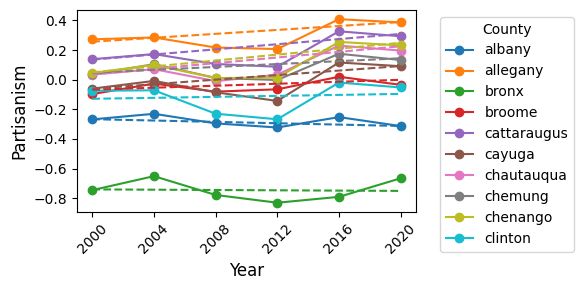 Partisanism
0.4
0.2
0.0
−0.2
−0.4
−0.6
−0.8
2000
2004
2008
2012
2016
2020
Year
County
albany
allegany
bronx
broome
cattaraugus
cayuga
chautauqua
chemung
chenango
clinton